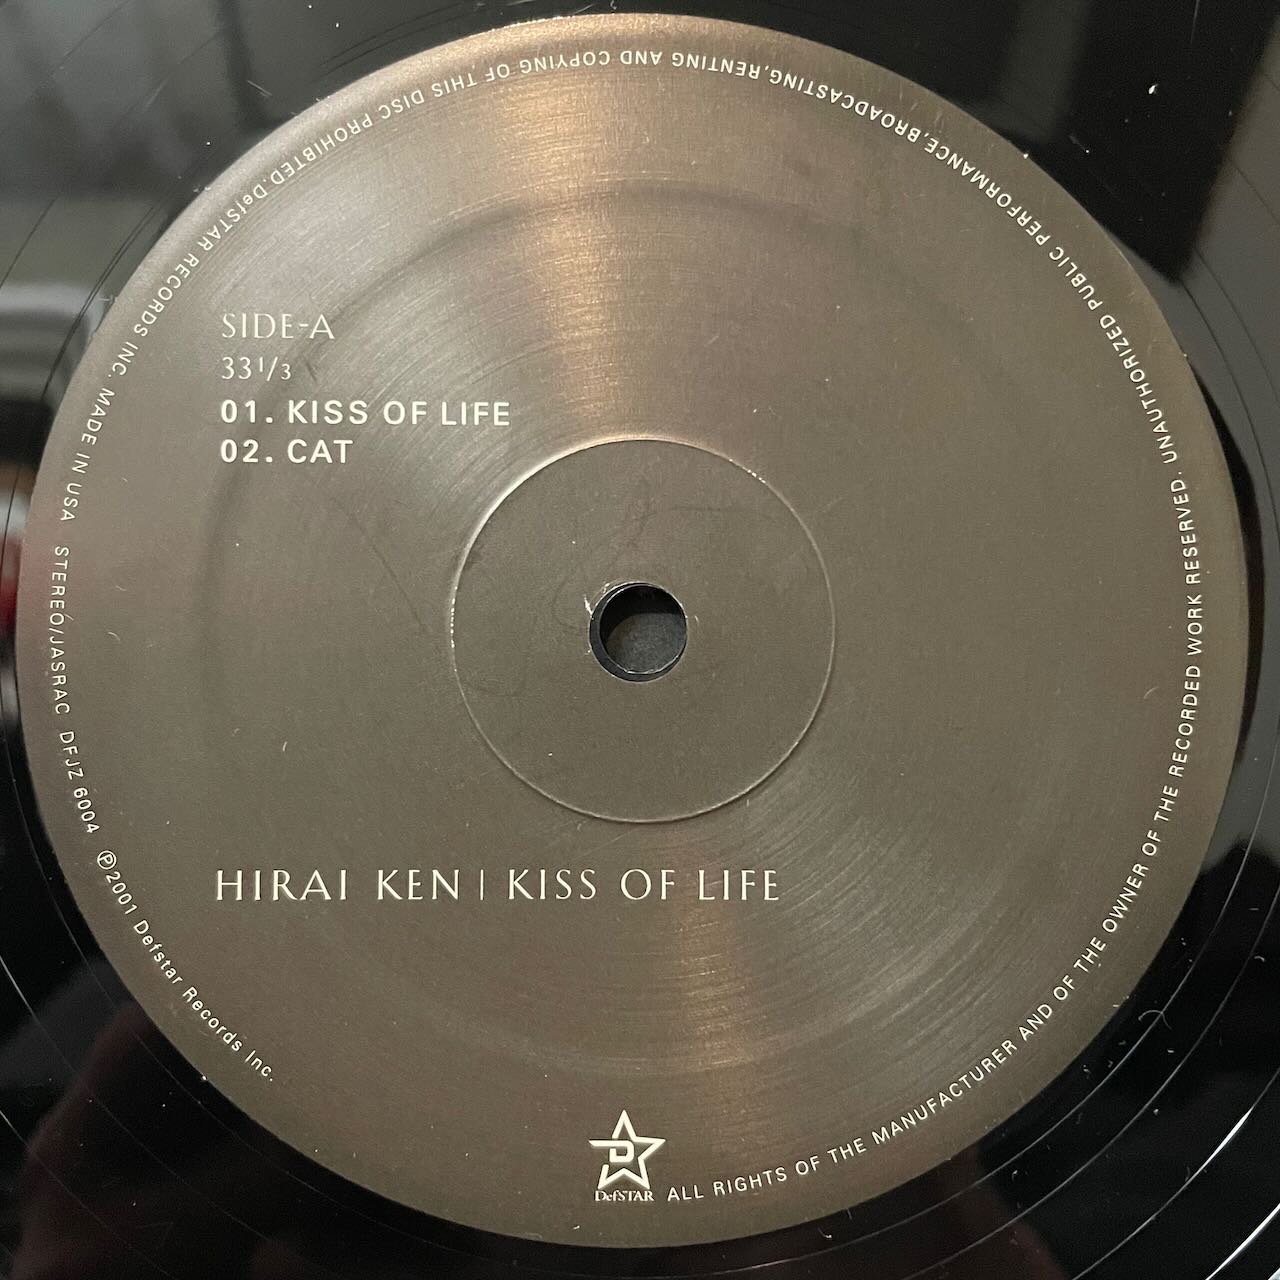 SIDE-A
33 1/3
01. KISS OF LIFE
02. CAT
HIRAI KEN | KISS OF LIFE
D
DefSTAR
ALL RIGHTS OF THE MANUFACTURER AND OF THE OWNER OF THE RECORDED WORK RESERVED. UNAUTHORIZED PUBLIC PERFORMANCE,BROADCASTING,RENTING AND COPYING OF THIS DISC PROHIBTED.DefSTAR RECORDS INC. MADE IN USA
STEREO/JASRAC DFJZ 6004 ℗2001 Defstar Records Inc.